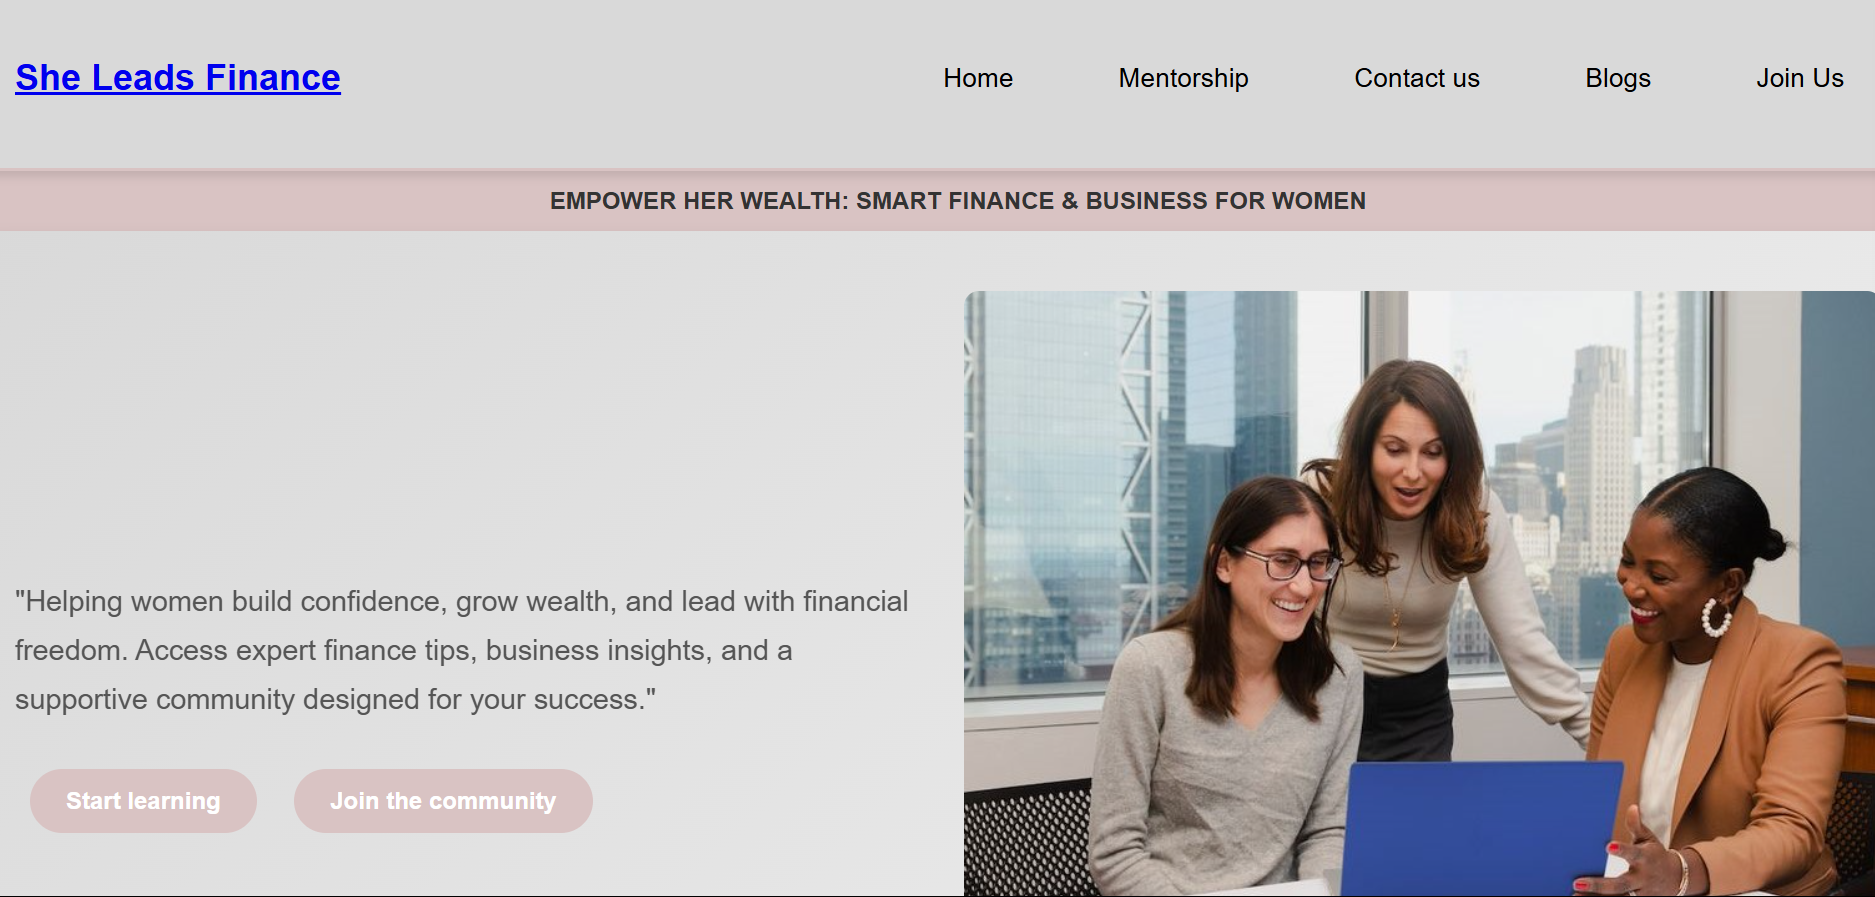 She Leads Finance
Home Mentorship Contact us Blogs Join Us
EMPOWER HER WEALTH: SMART FINANCE & BUSINESS FOR WOMEN
"Helping women build confidence, grow wealth, and lead with financial
freedom. Access expert finance tips, business insights, and a
supportive community designed for your success."
Start learning Join the community